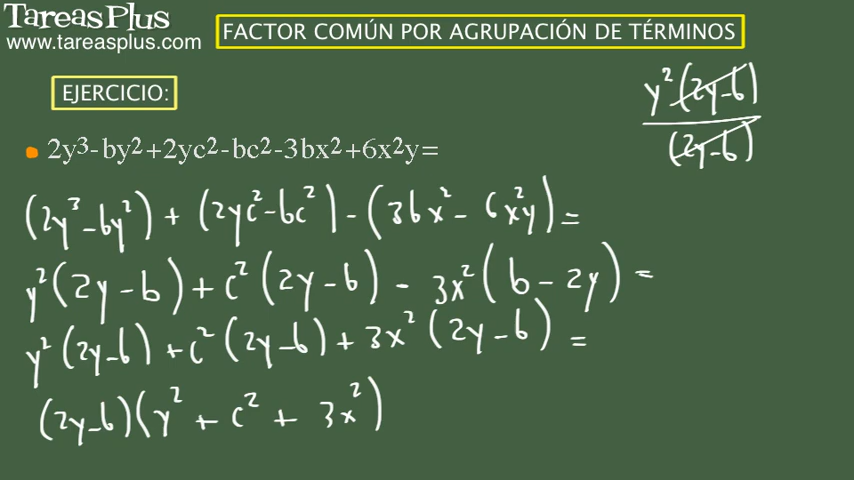 TareasPlus
www.tareasplus.com
FACTOR COMÚN POR AGRUPACIÓN DE TÉRMINOS
EJERCICIO:
y²(2y-b)
(2y-b)
2y³-by²+2yc²-bc²-3bx²+6x²y=
(2y³-by²)+(2yc²-bc²)-(3bx²-6x²y)=
y²(2y-b)+c²(2y-b)-3x²(b-2y)=
y²(2y-b)+c²(2y-b)+3x²(2y-b)=
(2y-b)(y²+c²+3x²)